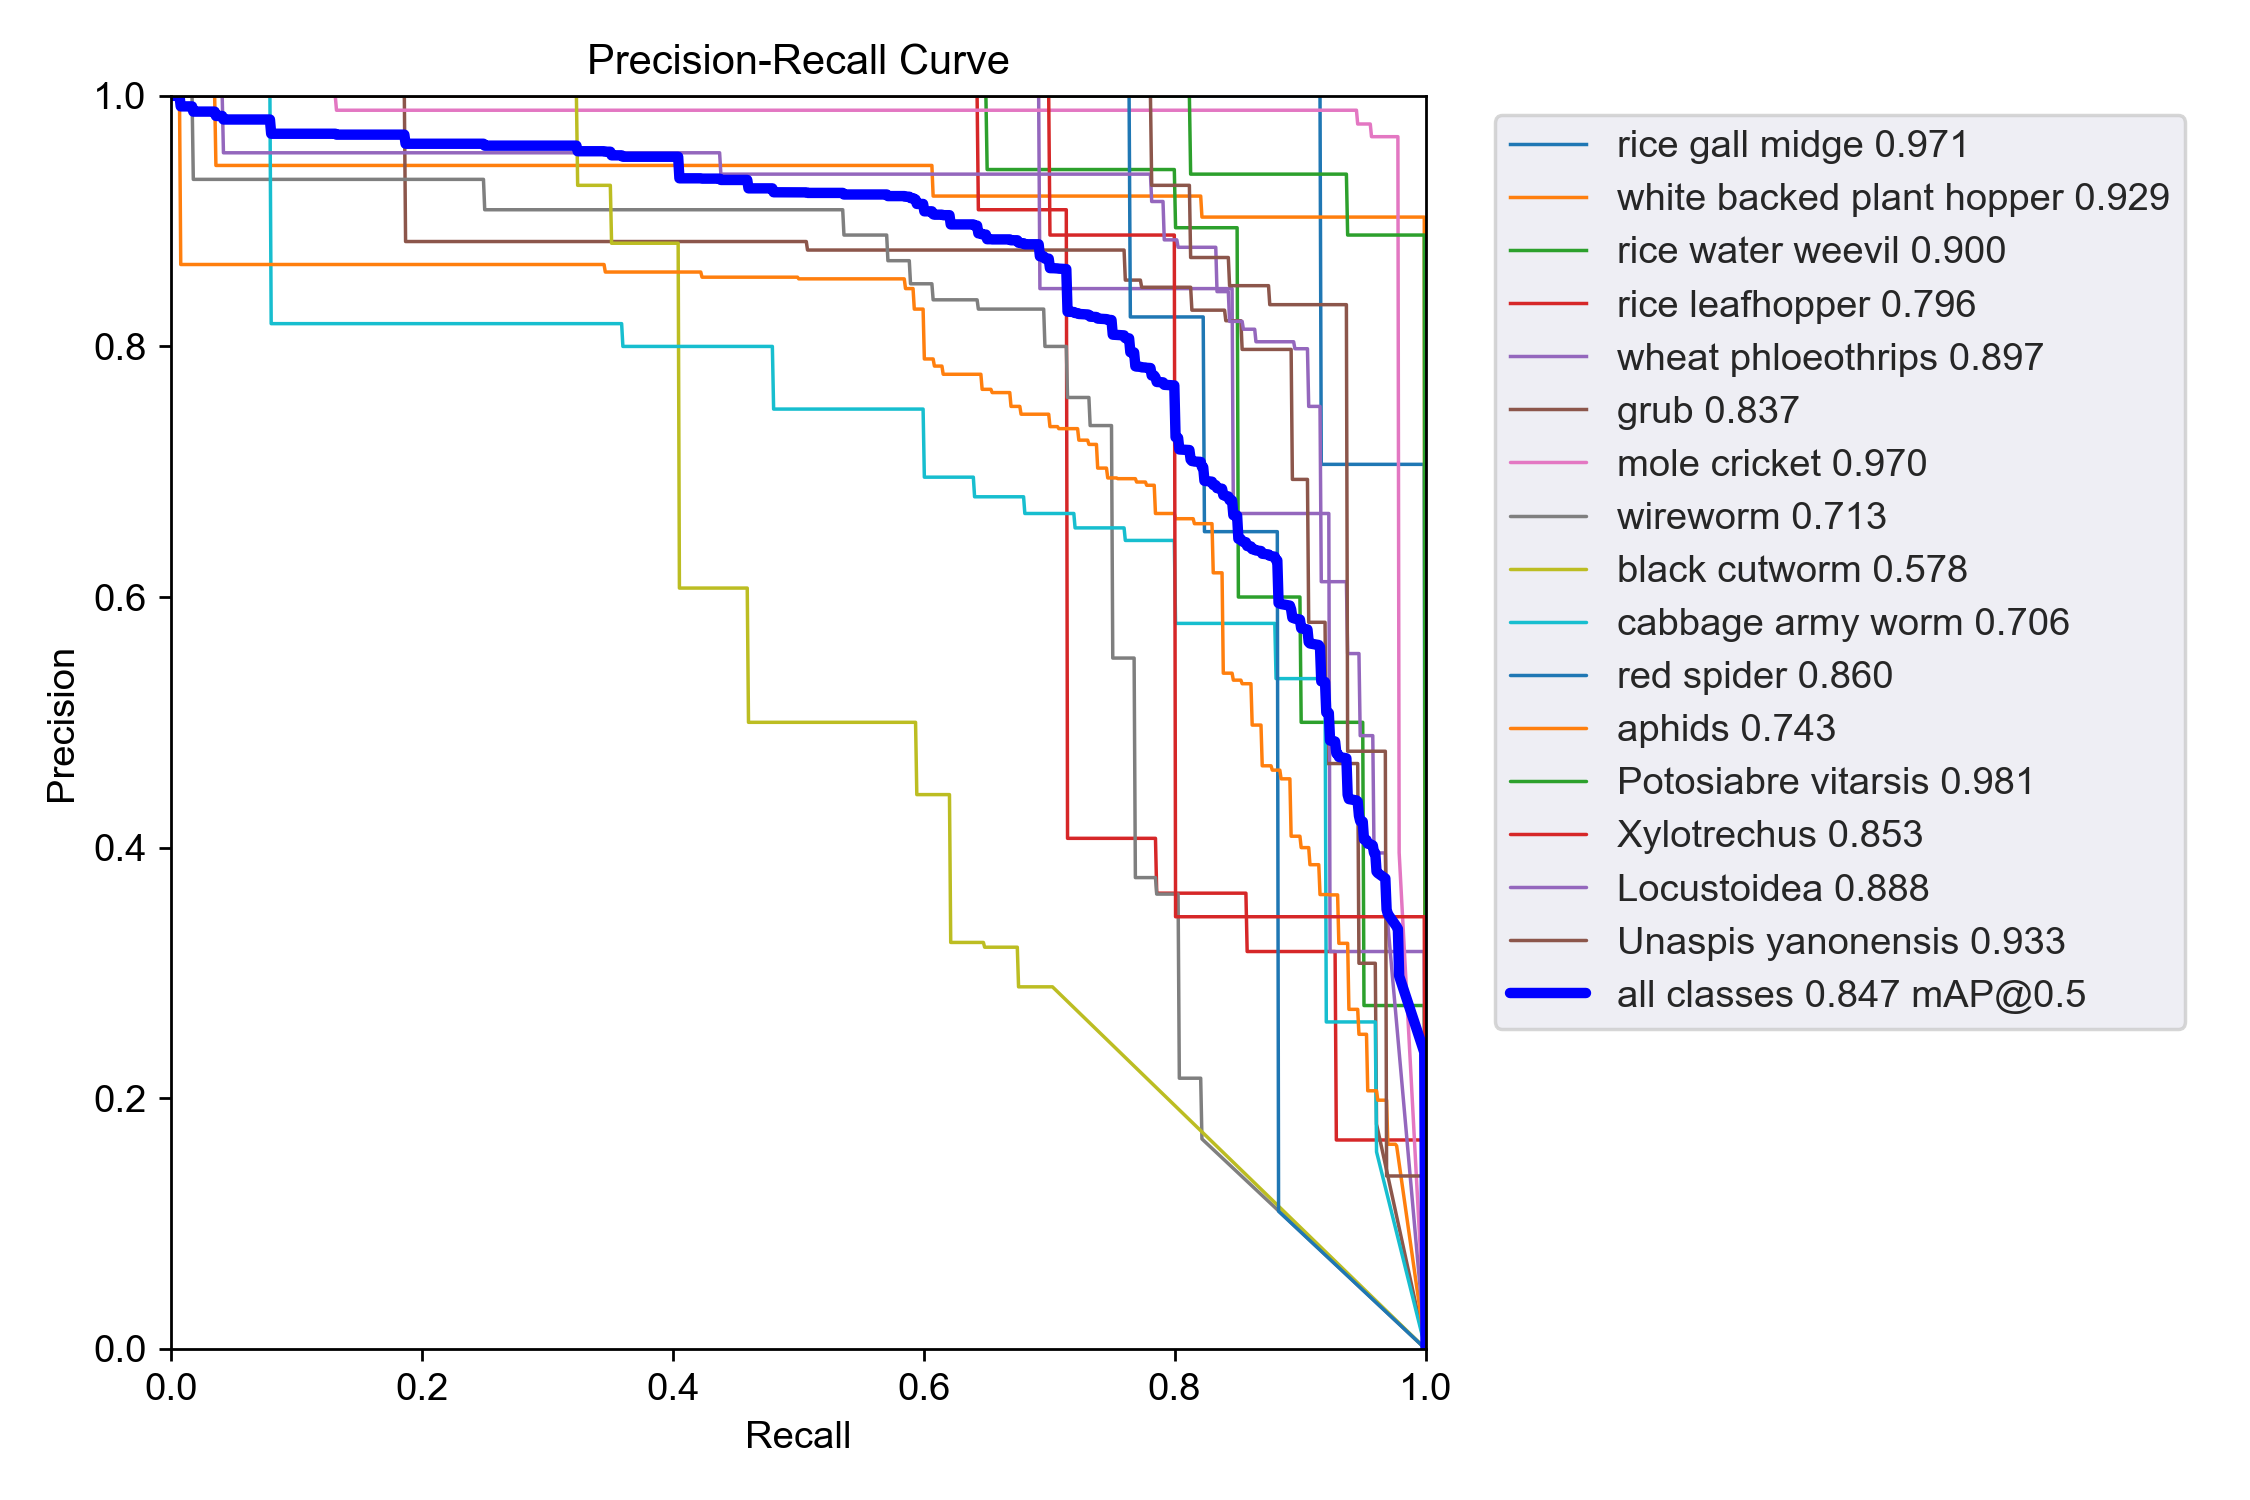 Precision-Recall Curve
1.0
0.8
0.6
0.4
0.2
0.0
Precision
0.0 0.2 0.4 0.6 0.8 1.0
Recall
rice gall midge 0.971
white backed plant hopper 0.929
rice water weevil 0.900
rice leafhopper 0.796
wheat phloeothrips 0.897
grub 0.837
mole cricket 0.970
wireworm 0.713
black cutworm 0.578
cabbage army worm 0.706
red spider 0.860
aphids 0.743
Potosiabre vitarsis 0.981
Xylotrechus 0.853
Locustoidea 0.888
Unaspis yanonensis 0.933
all classes 0.847 mAP@0.5